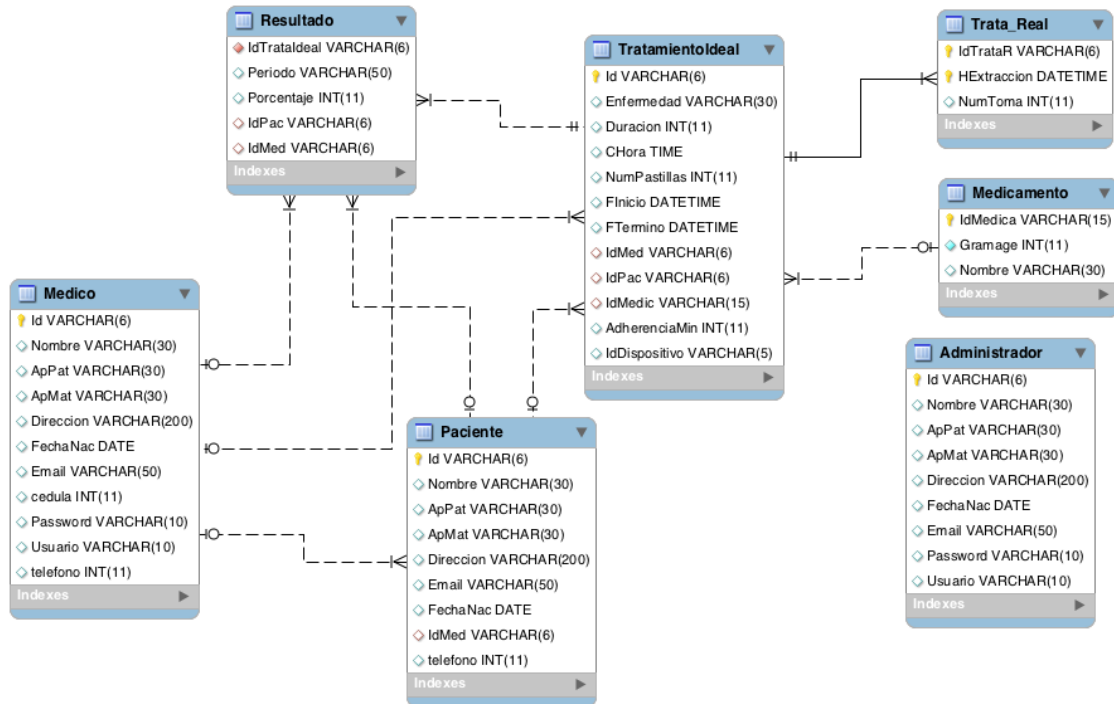 Resultado
IdTrataIdeal VARCHAR(6)
Periodo VARCHAR(50)
Porcentaje INT(11)
IdPac VARCHAR(6)
IdMed VARCHAR(6)
Indexes
TratamientoIdeal
Id VARCHAR(6)
Enfermedad VARCHAR(30)
Duracion INT(11)
CHora TIME
NumPastillas INT(11)
FInicio DATETIME
FTermino DATETIME
IdMed VARCHAR(6)
IdPac VARCHAR(6)
IdMedic VARCHAR(15)
AdherenciaMin INT(11)
IdDispositivo VARCHAR(5)
Indexes
Trata_Real
IdTrataR VARCHAR(6)
HExtraccion DATETIME
NumToma INT(11)
Indexes
Medicamento
IdMedica VARCHAR(15)
Gramage INT(11)
Nombre VARCHAR(30)
Indexes
Medico
Id VARCHAR(6)
Nombre VARCHAR(30)
ApPat VARCHAR(30)
ApMat VARCHAR(30)
Direccion VARCHAR(200)
FechaNac DATE
Email VARCHAR(50)
cedula INT(11)
Password VARCHAR(10)
Usuario VARCHAR(10)
telefono INT(11)
Indexes
Paciente
Id VARCHAR(6)
Nombre VARCHAR(30)
ApPat VARCHAR(30)
ApMat VARCHAR(30)
Direccion VARCHAR(200)
Email VARCHAR(50)
FechaNac DATE
IdMed VARCHAR(6)
telefono INT(11)
Indexes
Administrador
Id VARCHAR(6)
Nombre VARCHAR(30)
ApPat VARCHAR(30)
ApMat VARCHAR(30)
Direccion VARCHAR(200)
FechaNac DATE
Email VARCHAR(50)
Password VARCHAR(10)
Usuario VARCHAR(10)
Indexes